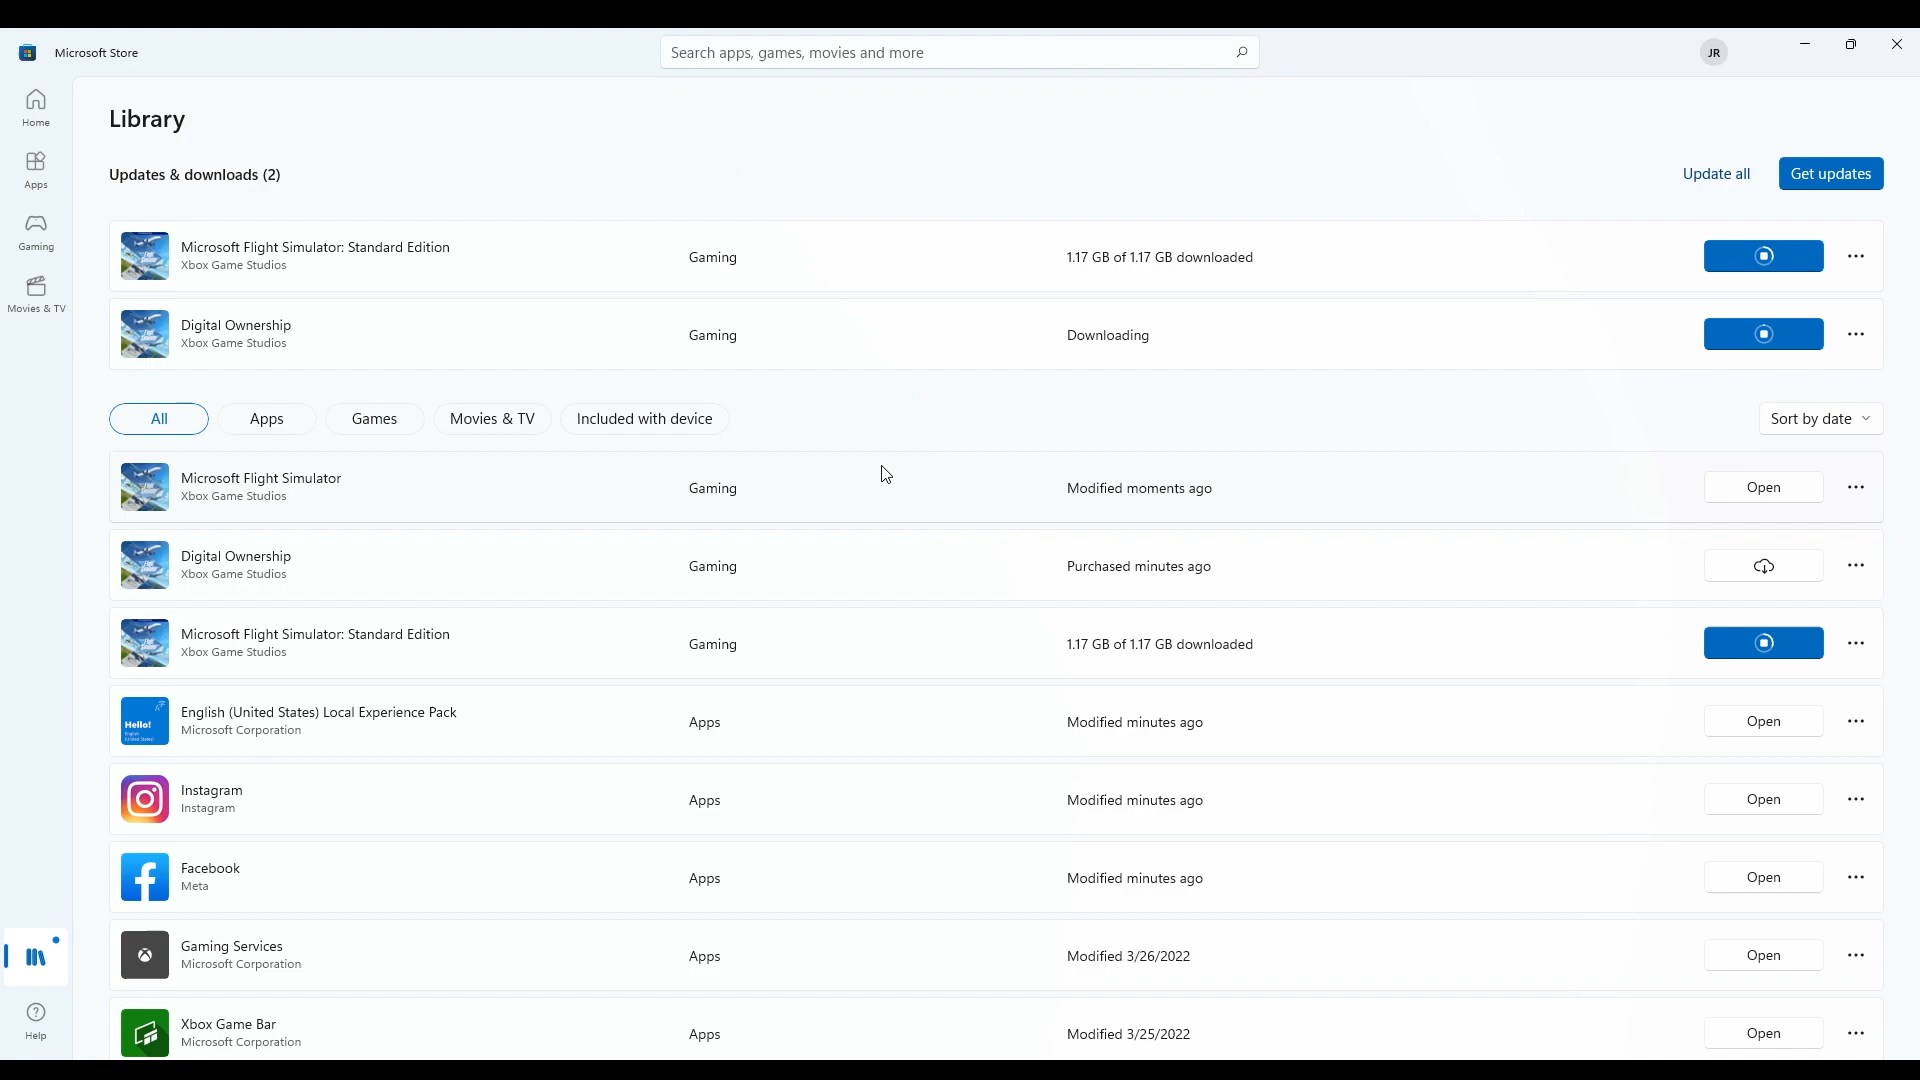 Microsoft Store
Search apps, games, movies and more
JR
Home
Apps
Gaming
Movies & TV
Help
Library
Updates & downloads (2)
Update all
Get updates
Microsoft Flight Simulator: Standard Edition
Xbox Game Studios
Gaming
1.17 GB of 1.17 GB downloaded
Digital Ownership
Xbox Game Studios
Gaming
Downloading
All
Apps
Games
Movies & TV
Included with device
Sort by date
Microsoft Flight Simulator
Xbox Game Studios
Gaming
Modified moments ago
Open
Digital Ownership
Xbox Game Studios
Gaming
Purchased minutes ago
Microsoft Flight Simulator: Standard Edition
Xbox Game Studios
Gaming
1.17 GB of 1.17 GB downloaded
Hello!
English
(United States)
English (United States) Local Experience Pack
Microsoft Corporation
Apps
Modified minutes ago
Open
Instagram
Instagram
Apps
Modified minutes ago
Open
Facebook
Meta
Apps
Modified minutes ago
Open
Gaming Services
Microsoft Corporation
Apps
Modified 3/26/2022
Open
Xbox Game Bar
Microsoft Corporation
Apps
Modified 3/25/2022
Open